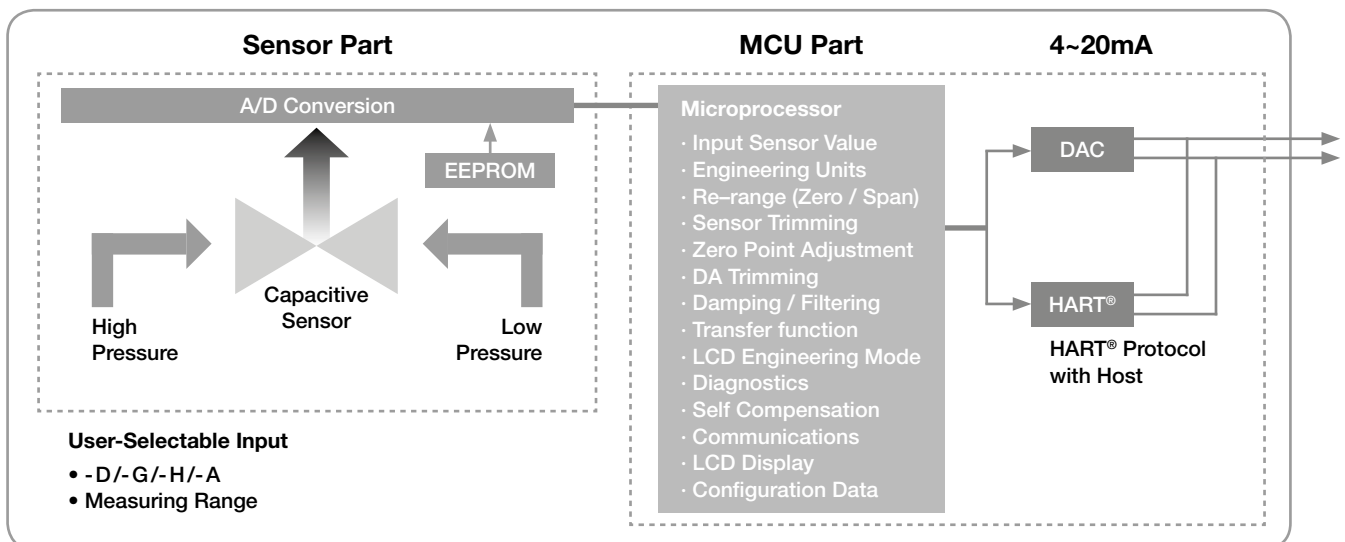 Sensor Part
MCU Part
4~20mA
A/D Conversion
EEPROM
Capacitive
Sensor
High
Pressure
Low
Pressure
User-Selectable Input
• -D/-G/-H/-A
• Measuring Range
Microprocessor
· Input Sensor Value
· Engineering Units
· Re–range (Zero / Span)
· Sensor Trimming
· Zero Point Adjustment
· DA Trimming
· Damping / Filtering
· Transfer function
· LCD Engineering Mode
· Diagnostics
· Self Compensation
· Communications
· LCD Display
· Configuration Data
DAC
HART®
HART® Protocol
with Host